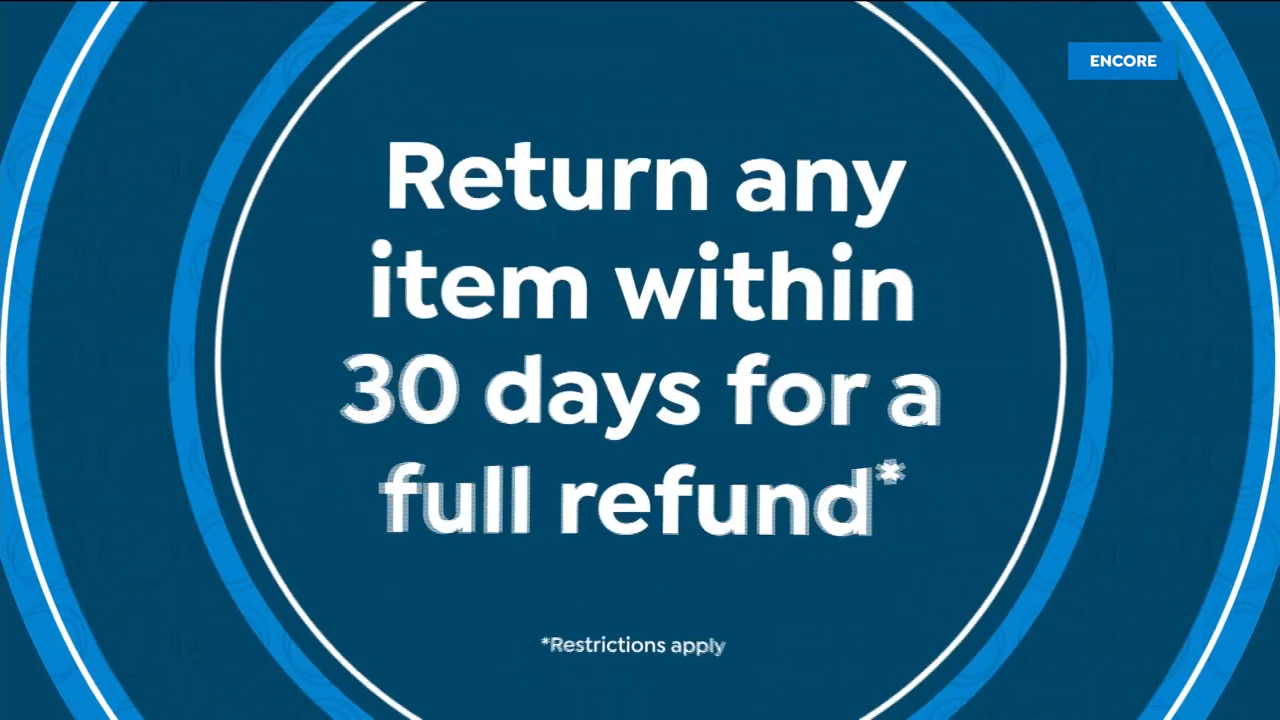 ENCORE
Return any
item within
30 days for a
full refund*
*Restrictions apply